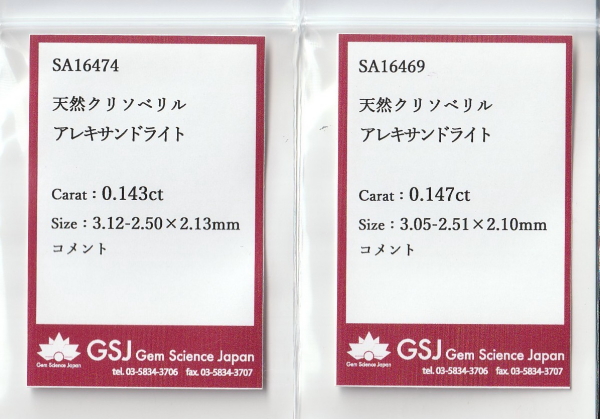 SA16474
天然クリソベリル
アレキサンドライト
Carat：0.143ct
Size：3.12-2.50×2.13mm
コメント
Gem Science Japan
GSJ Gem Science Japan
tel. 03-5834-3706 fax. 03-5834-3707
SA16469
天然クリソベリル
アレキサンドライト
Carat：0.147ct
Size：3.05-2.51×2.10mm
コメント
Gem Science Japan
GSJ Gem Science Japan
tel. 03-5834-3706 fax. 03-5834-3707